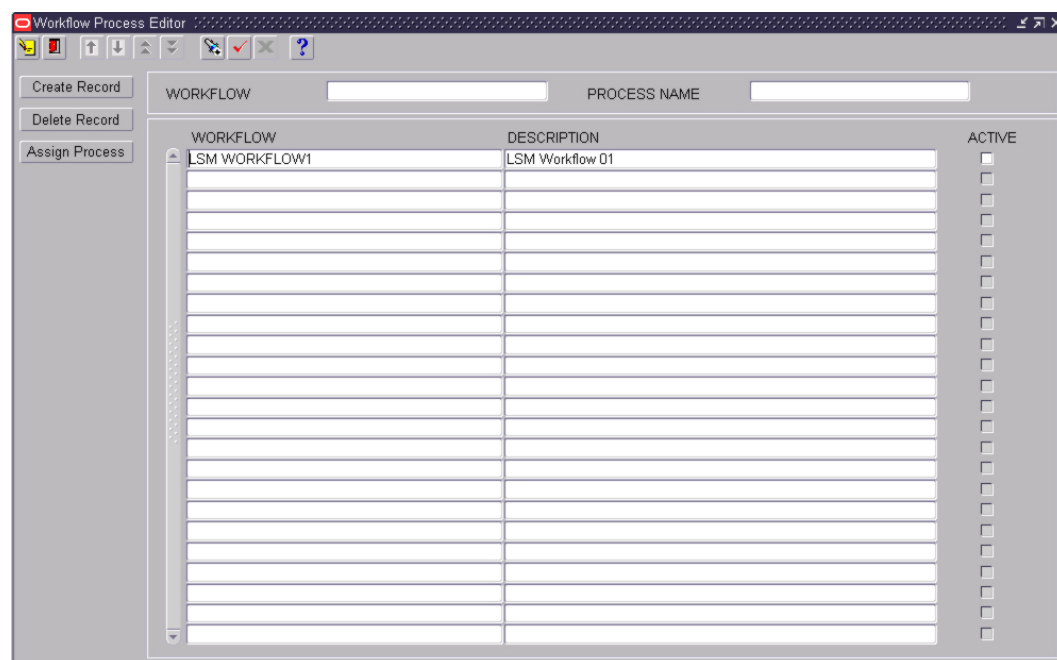 Workflow Process Editor
?
Create Record
Delete Record
Assign Process
WORKFLOW PROCESS NAME
WORKFLOW DESCRIPTION ACTIVE
LSM WORKFLOW1 LSM Workflow 01